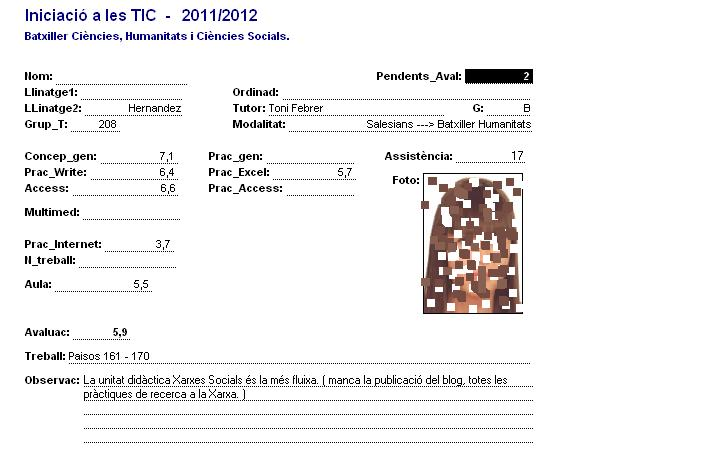 Iniciació a les TIC - 2011/2012
Batxiller Ciències, Humanitats i Ciències Socials.
Nom: Pendents_Aval: 2
Llinatge1: Ordinad:
LLinatge2: Hernandez Tutor: Toni Febrer G: B
Grup_T: 208 Modalitat: Salesians ---> Batxiller Humanitats
Concep_gen: 7,1 Prac_gen: Assistència: 17
Prac_Write: 6,4 Prac_Excel: 5,7 Foto:
Access: 6,6 Prac_Access:
Multimed:
Prac_Internet: 3,7
N_treball:
Aula: 5,5
Avaluac: 5,9
Treball: Paisos 161 - 170
Observac: La unitat didàctica Xarxes Socials és la més fluixa. ( manca la publicació del blog, totes les
pràctiques de recerca a la Xarxa. )